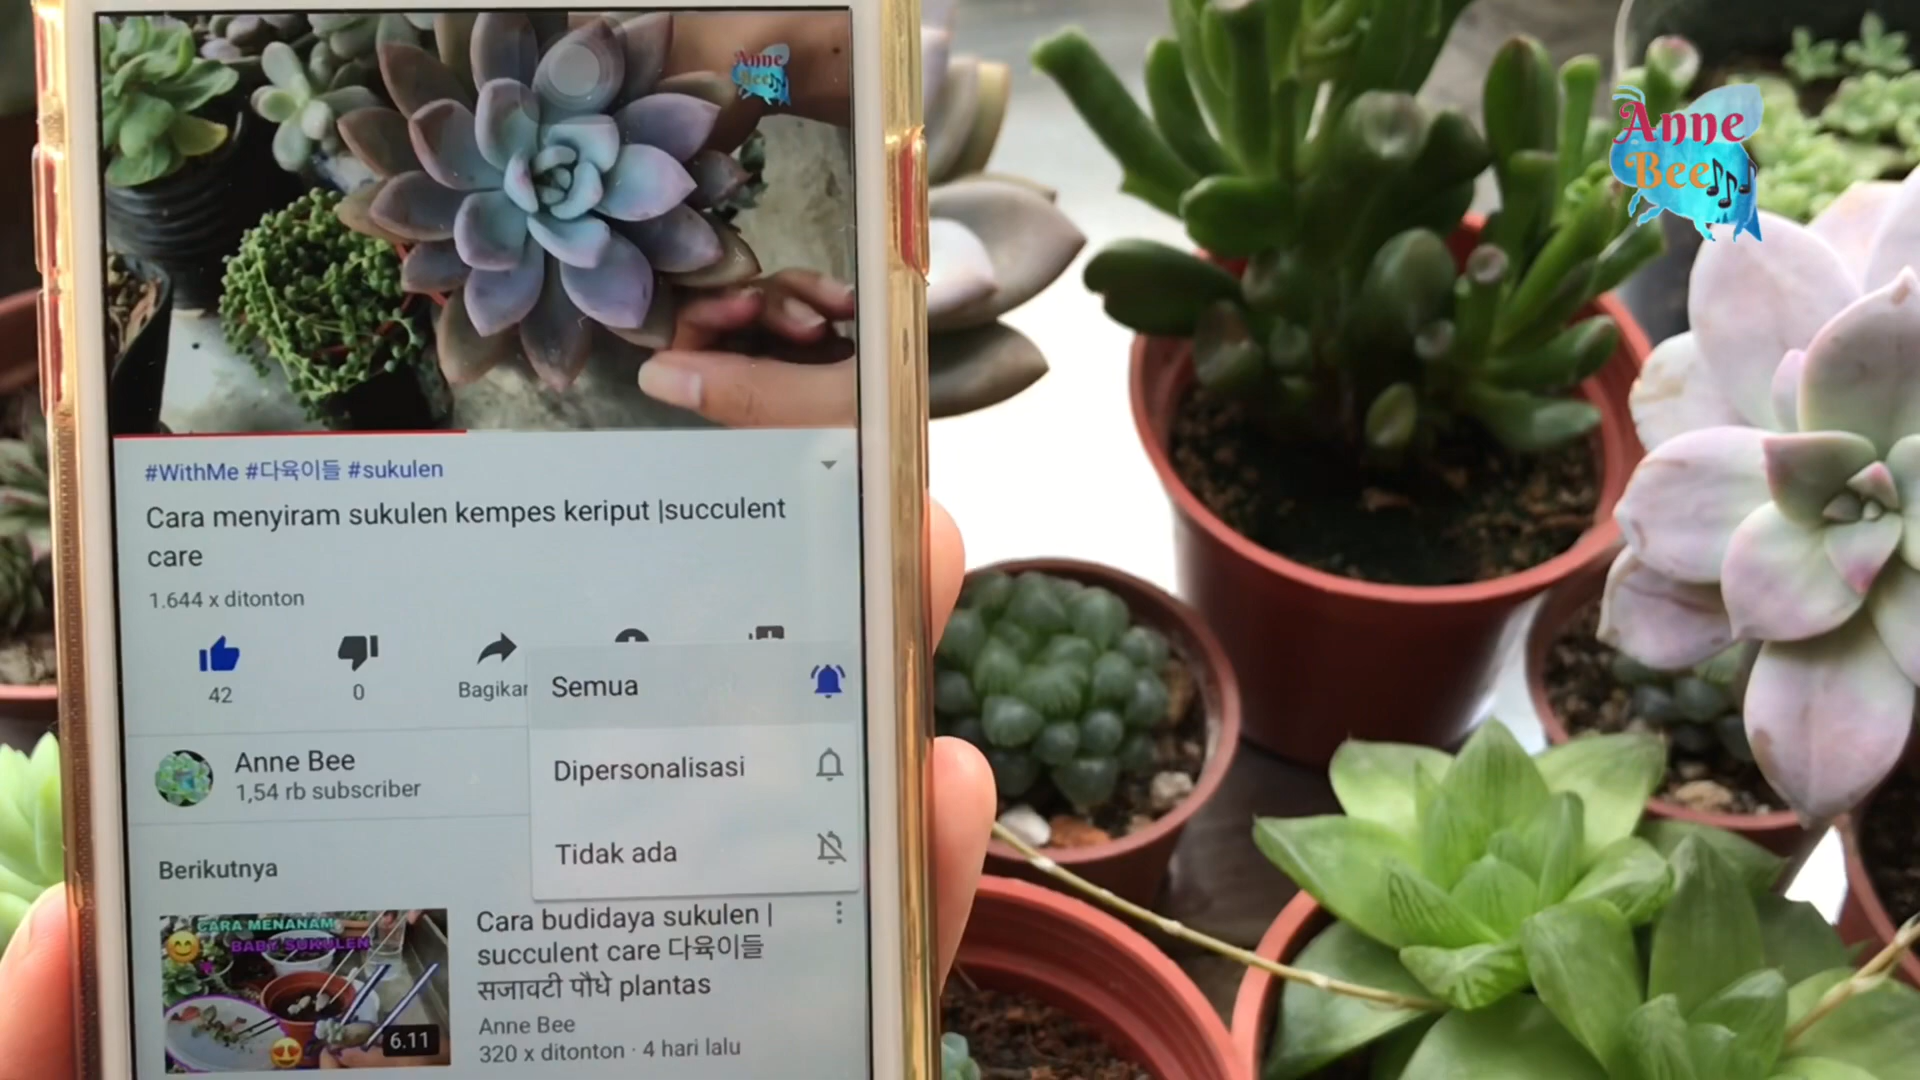 Anne
Bee
Anne
Bee
#WithMe #다육이들 #sukulen
Cara menyiram sukulen kempes keriput |succulent
care
1.644 x ditonton
42
0
Bagikan
Semua
Dipersonalisasi
Tidak ada
Anne Bee
1,54 rb subscriber
Berikutnya
CARA MENANAM
BABY SUKULEN
6.11
Cara budidaya sukulen |
succulent care 다육이들
सजावटी पौधे plantas
Anne Bee
320 x ditonton · 4 hari lalu